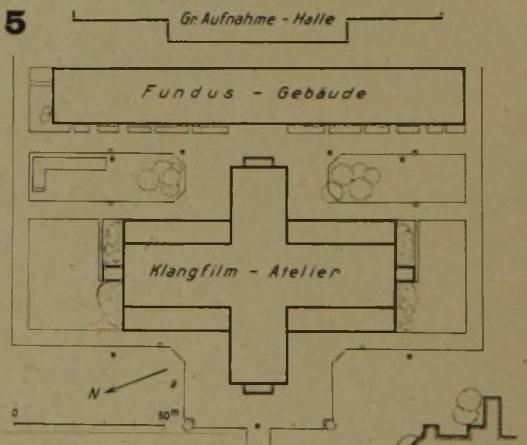 5
Gr. Aufnahme - Halle
Fundus - Gebäude
Klangfilm - Atelier
N
0 50m